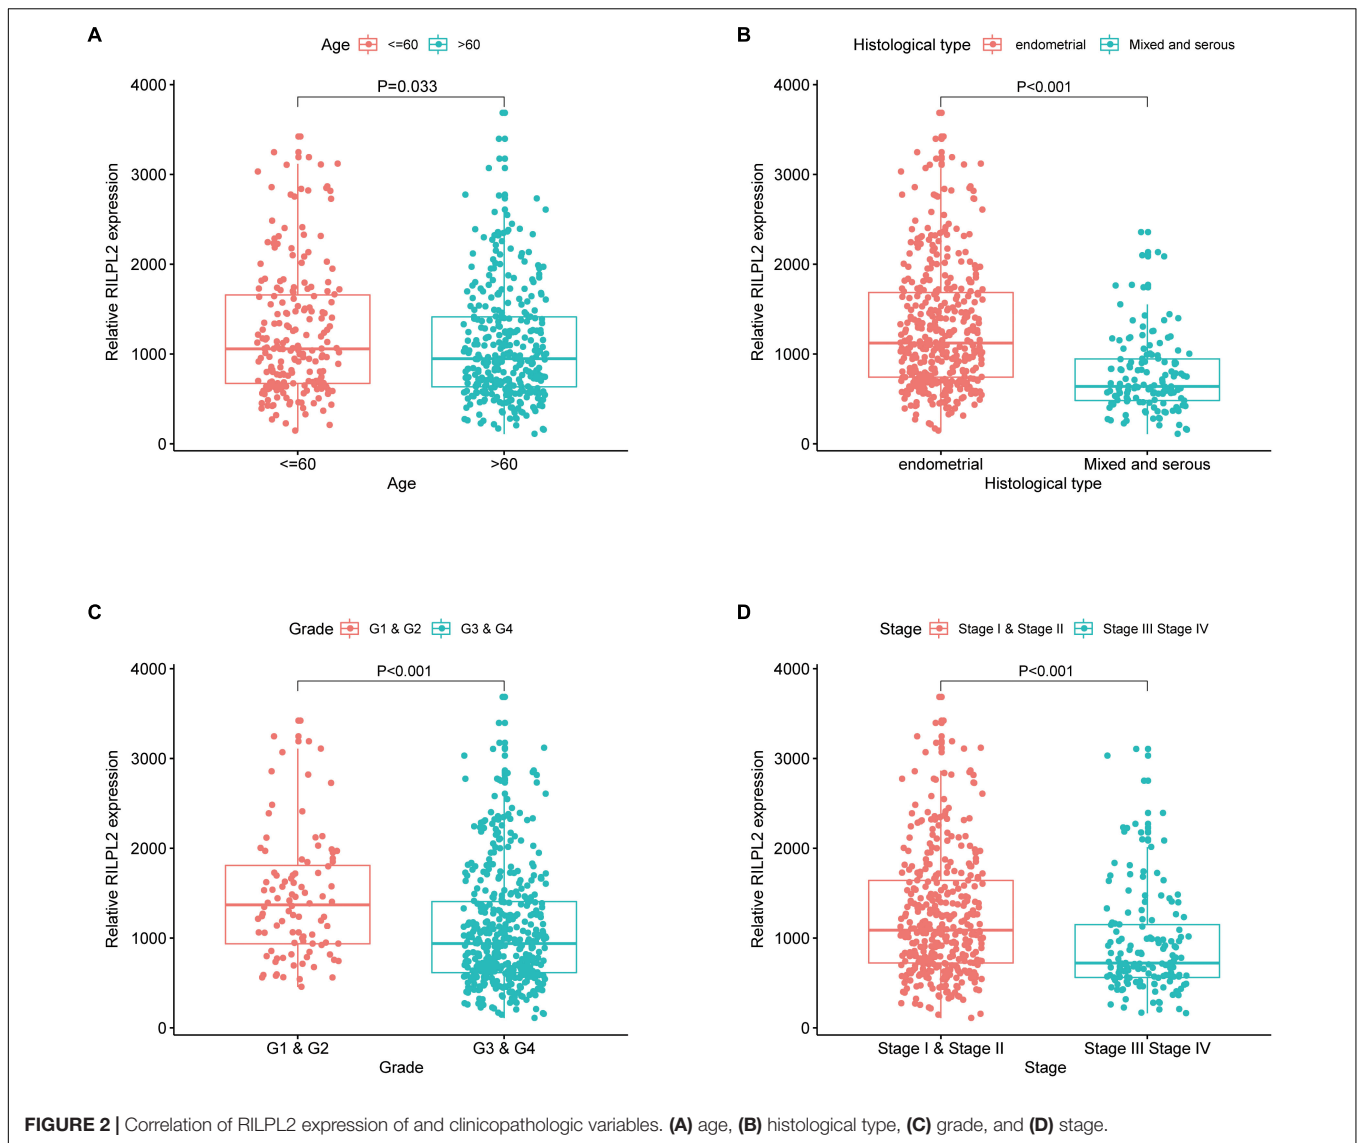 A
Age <=60 >60
P=0.033
4000
3000
2000
1000
0
Relative RILPL2 expression
<=60 >60
Age
B
Histological type endometrial Mixed and serous
P<0.001
4000
3000
2000
1000
0
Relative RILPL2 expression
endometrial Mixed and serous
Histological type
C
Grade G1 & G2 G3 & G4
P<0.001
4000
3000
2000
1000
0
Relative RILPL2 expression
G1 & G2 G3 & G4
Grade
D
Stage Stage I & Stage II Stage III Stage IV
P<0.001
4000
3000
2000
1000
0
Relative RILPL2 expression
Stage I & Stage II Stage III Stage IV
Stage
FIGURE 2 | Correlation of RILPL2 expression of and clinicopathologic variables. (A) age, (B) histological type, (C) grade, and (D) stage.